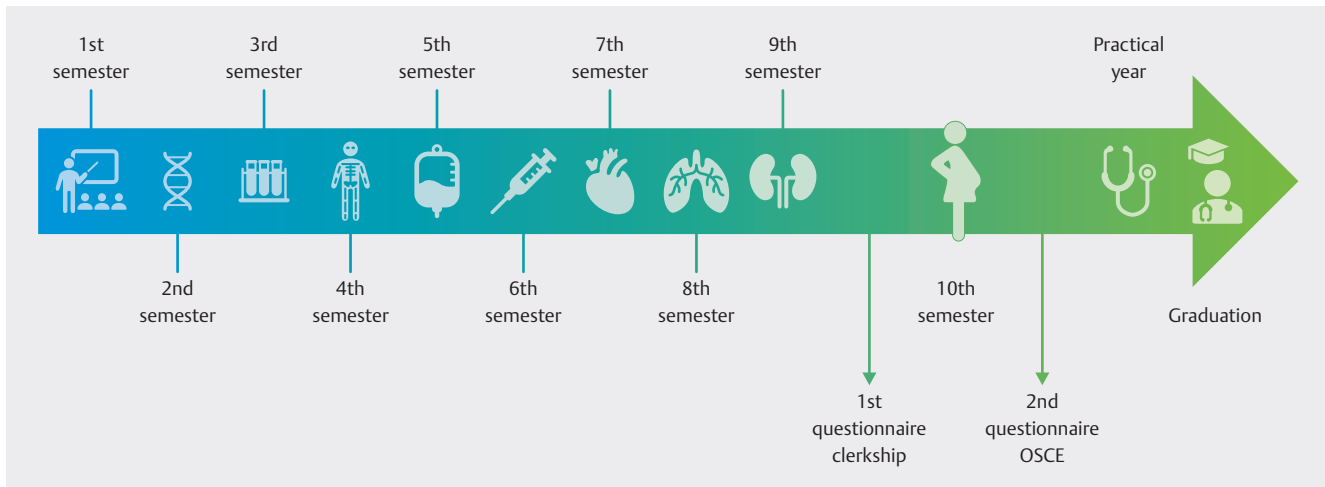 1st
semester
3rd
semester
5th
semester
7th
semester
9th
semester
Practical
year
2nd
semester
4th
semester
6th
semester
8th
semester
10th
semester
Graduation
1st
questionnaire
clerkship
2nd
questionnaire
OSCE